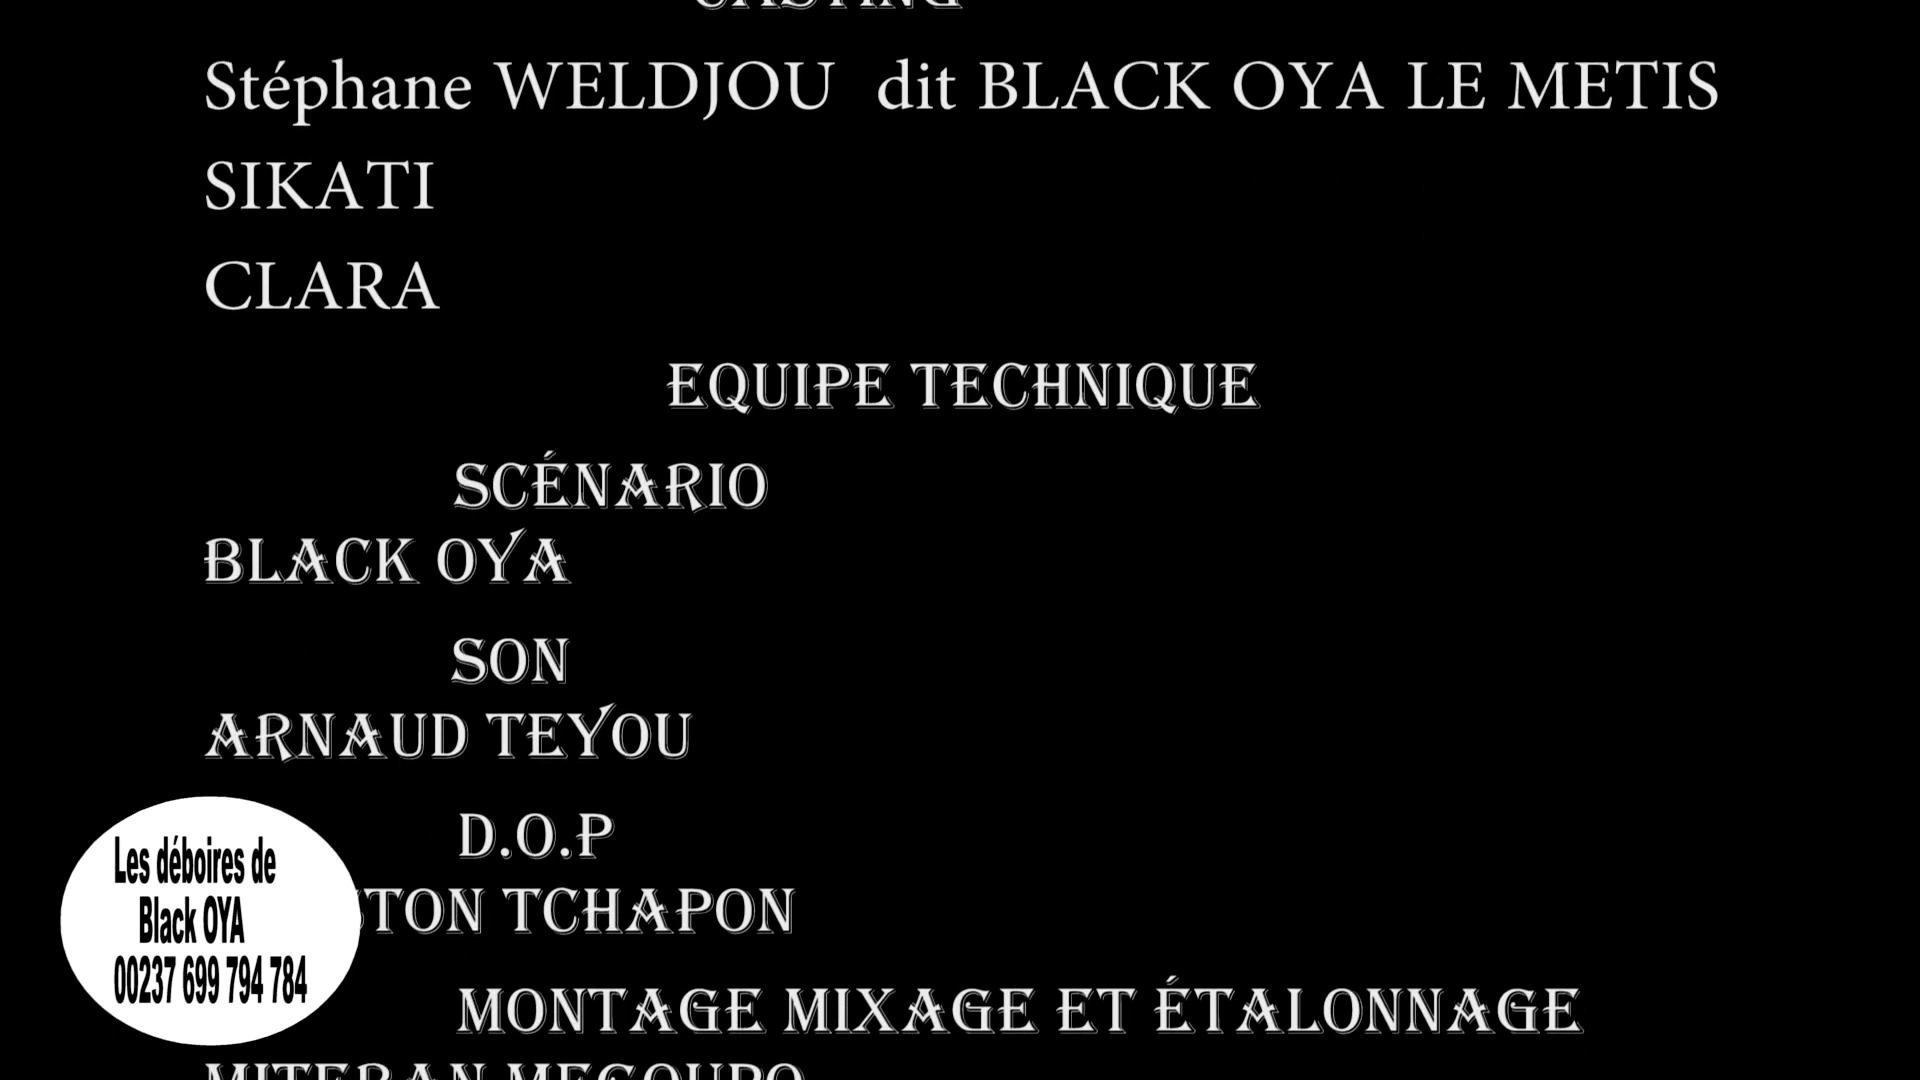 CASTING
Stéphane WELDJOU dit BLACK OYA LE METIS
SIKATI
CLARA
EQUIPE TECHNIQUE
SCÉNARIO
BLACK OYA
SON
ARNAUD TEYOU
D.O.P
TCHAPON
MONTAGE MIXAGE ET ÉTALONNAGE
Les déboires de
Black OYA
00237 699 794 784